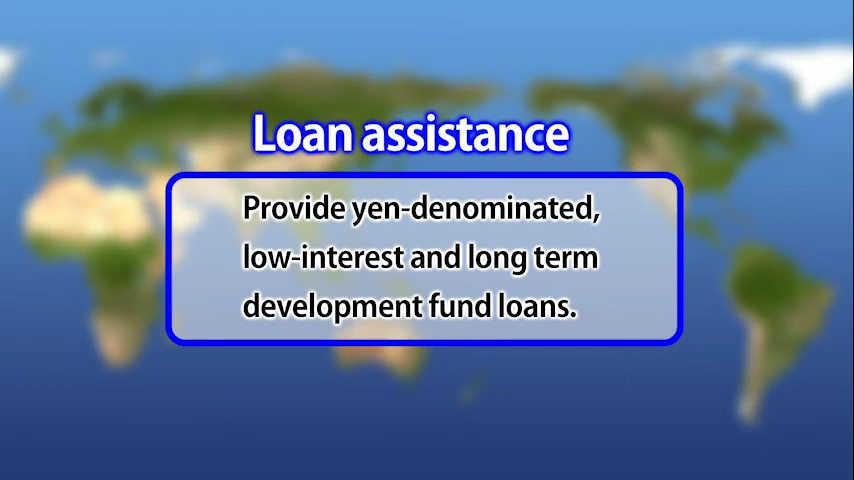 Loan assistance
Provide yen-denominated,
low-interest and long term
development fund loans.